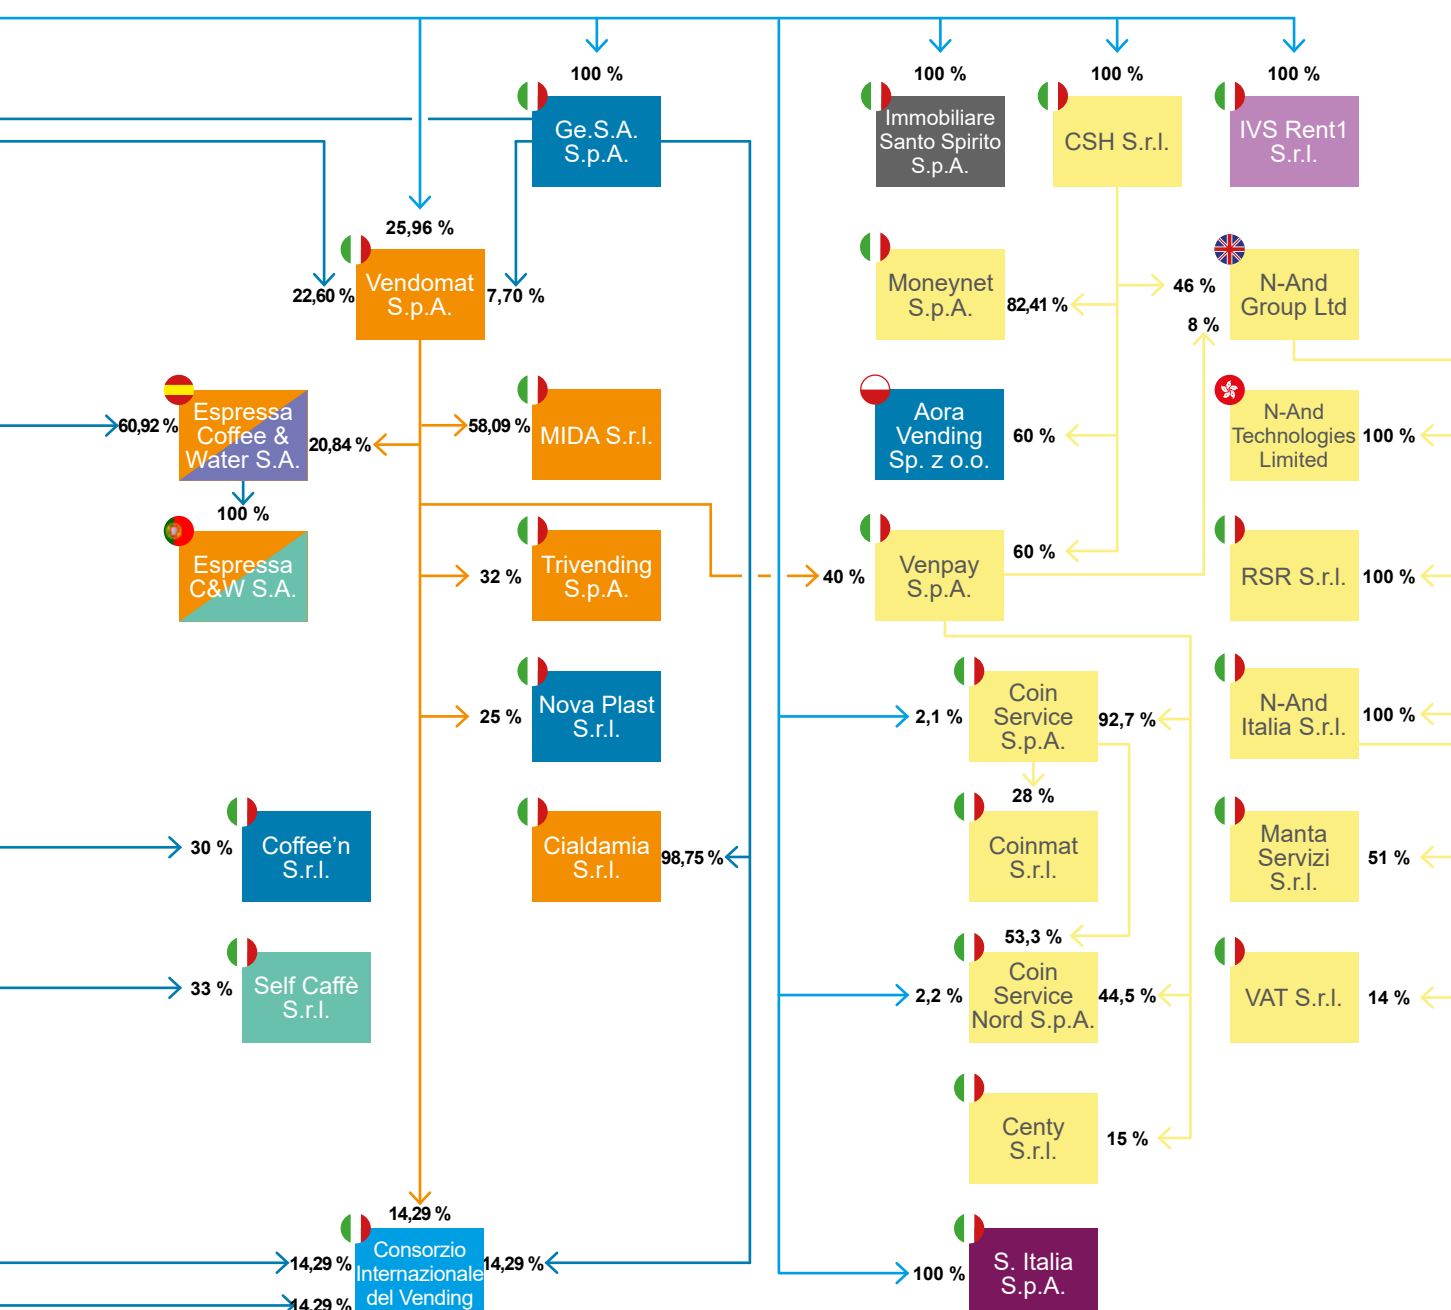 100 %
100 %
100 %
100 %
Ge.S.A.
S.p.A.
Immobiliare
Santo Spirito
S.p.A.
CSH S.r.l.
IVS Rent1
S.r.l.
25,96 %
22,60 %
Vendomat
S.p.A.
7,70 %
Moneynet
S.p.A.
82,41 %
46 %
8 %
N-And
Group Ltd
60,92 %
Espressa
Coffee &
Water S.A.
20,84 %
58,09 %
MIDA S.r.l.
Aora
Vending
Sp. z o.o.
60 %
N-And
Technologies
Limited
100 %
100 %
Espressa
C&W S.A.
32 %
Trivending
S.p.A.
40 %
Venpay
S.p.A.
60 %
RSR S.r.l.
100 %
25 %
Nova Plast
S.r.l.
2,1 %
Coin
Service
S.p.A.
92,7 %
N-And
Italia S.r.l.
100 %
28 %
30 %
Coffee’n
S.r.l.
Cialdamia
S.r.l.
98,75 %
Coinmat
S.r.l.
Manta
Servizi
S.r.l.
51 %
53,3 %
33 %
Self Caffè
S.r.l.
2,2 %
Coin
Service
Nord S.p.A.
44,5 %
VAT S.r.l.
14 %
Centy
S.r.l.
15 %
14,29 %
14,29 %
14,29 %
Consorzio
Internazionale
del Vending
14,29 %
100 %
S. Italia
S.p.A.